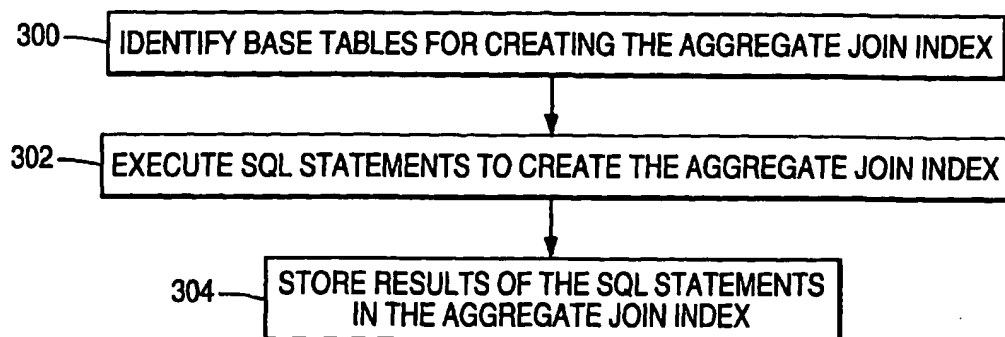 300 IDENTIFY BASE TABLES FOR CREATING THE AGGREGATE JOIN INDEX
302 EXECUTE SQL STATEMENTS TO CREATE THE AGGREGATE JOIN INDEX
304 STORE RESULTS OF THE SQL STATEMENTS
IN THE AGGREGATE JOIN INDEX